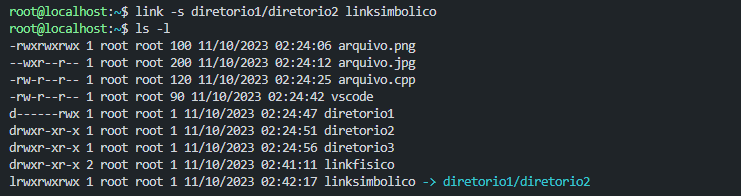 root@localhost:~$ link -s diretorio1/diretorio2 linksimbolico
root@localhost:~$ ls -l
-rwxrwxrwx 1 root root 100 11/10/2023 02:24:06 arquivo.png
--wxr--r-- 1 root root 200 11/10/2023 02:24:12 arquivo.jpg
-rw-r--r-- 1 root root 120 11/10/2023 02:24:25 arquivo.cpp
-rw-r--r-- 1 root root 90 11/10/2023 02:24:42 vscode
d------rwx 1 root root 1 11/10/2023 02:24:47 diretorio1
drwxr-xr-x 1 root root 1 11/10/2023 02:24:51 diretorio2
drwxr-xr-x 1 root root 1 11/10/2023 02:24:56 diretorio3
drwxr-xr-x 2 root root 1 11/10/2023 02:41:11 linkfisico
lrwxrwxrwx 1 root root 1 11/10/2023 02:42:17 linksimbolico -> diretorio1/diretorio2